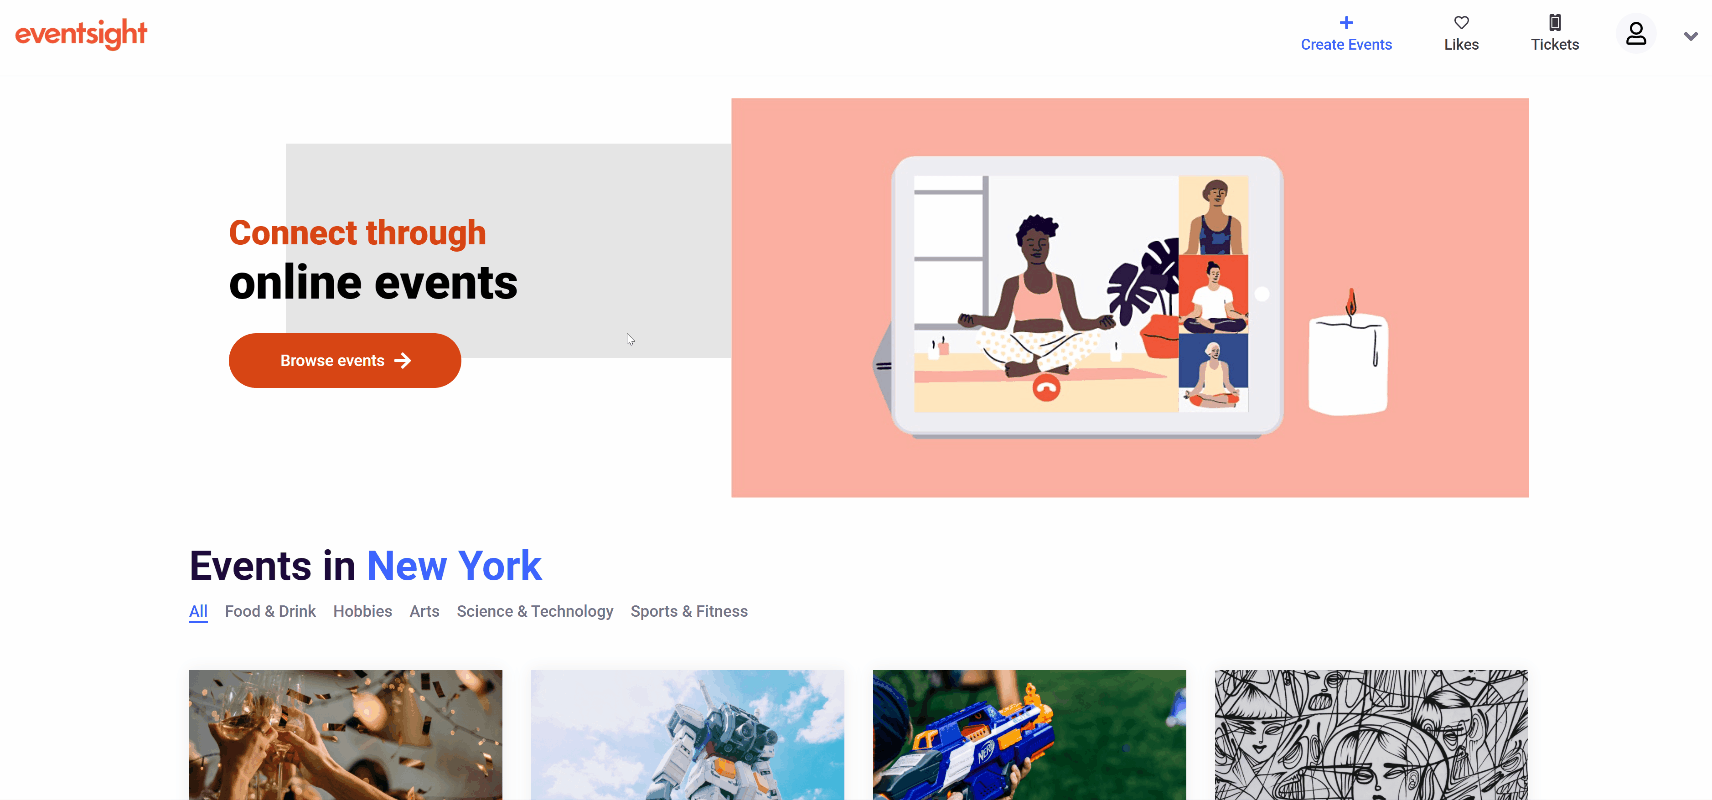 eventsight
Create Events
Likes
Tickets
Connect through
online events
Browse events
Events in New York
All Food & Drink Hobbies Arts Science & Technology Sports & Fitness
NERF